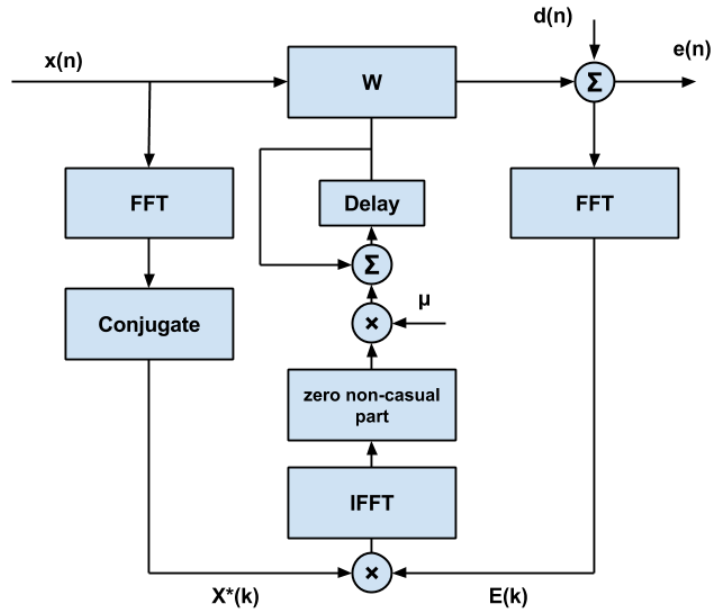 d(n)
x(n)
e(n)
W
Σ
FFT
Delay
FFT
Σ
μ
Conjugate
×
zero non-casual
part
IFFT
×
X*(k)
E(k)